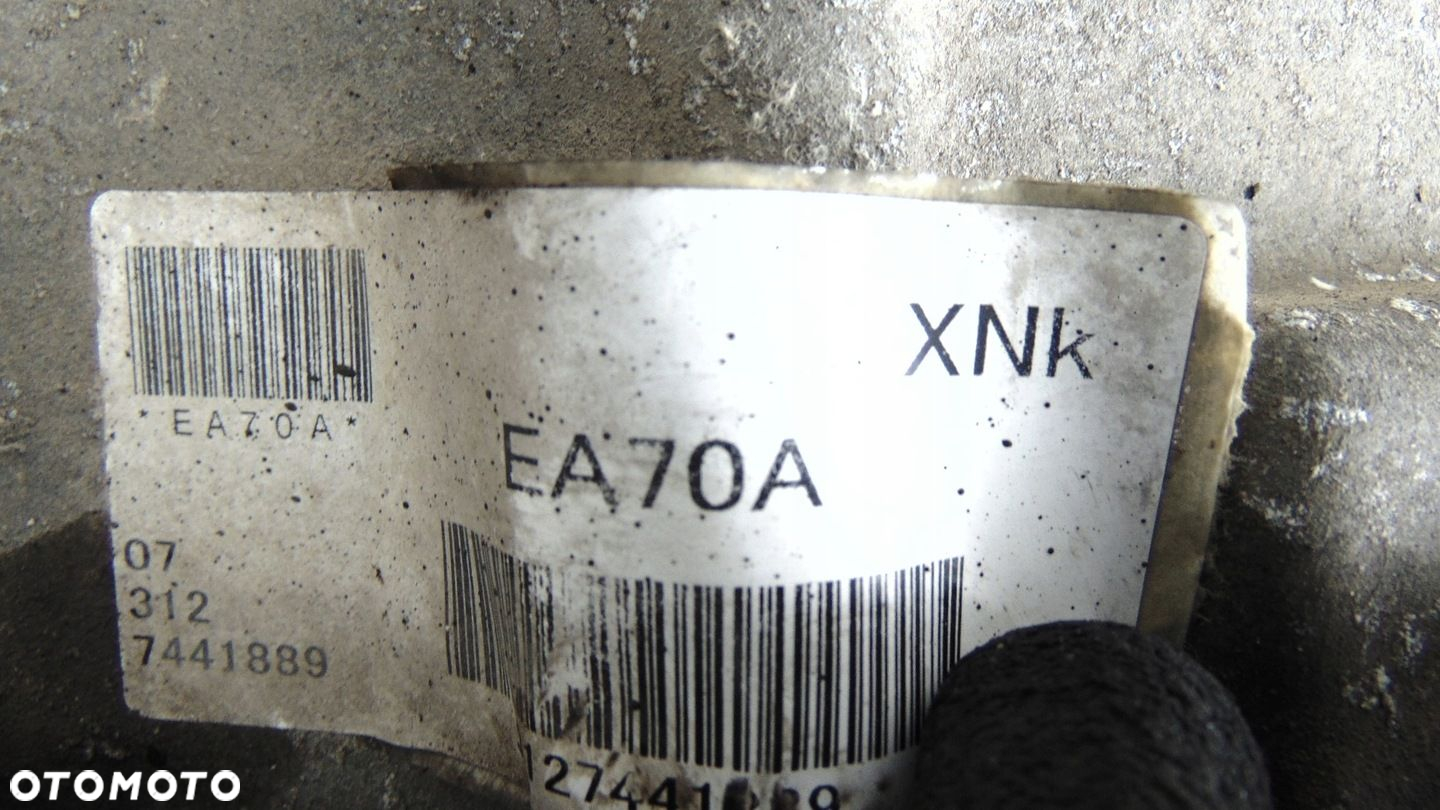 XNk
*EA70A*
EA70A
07
312
7441889
OTOMOTO